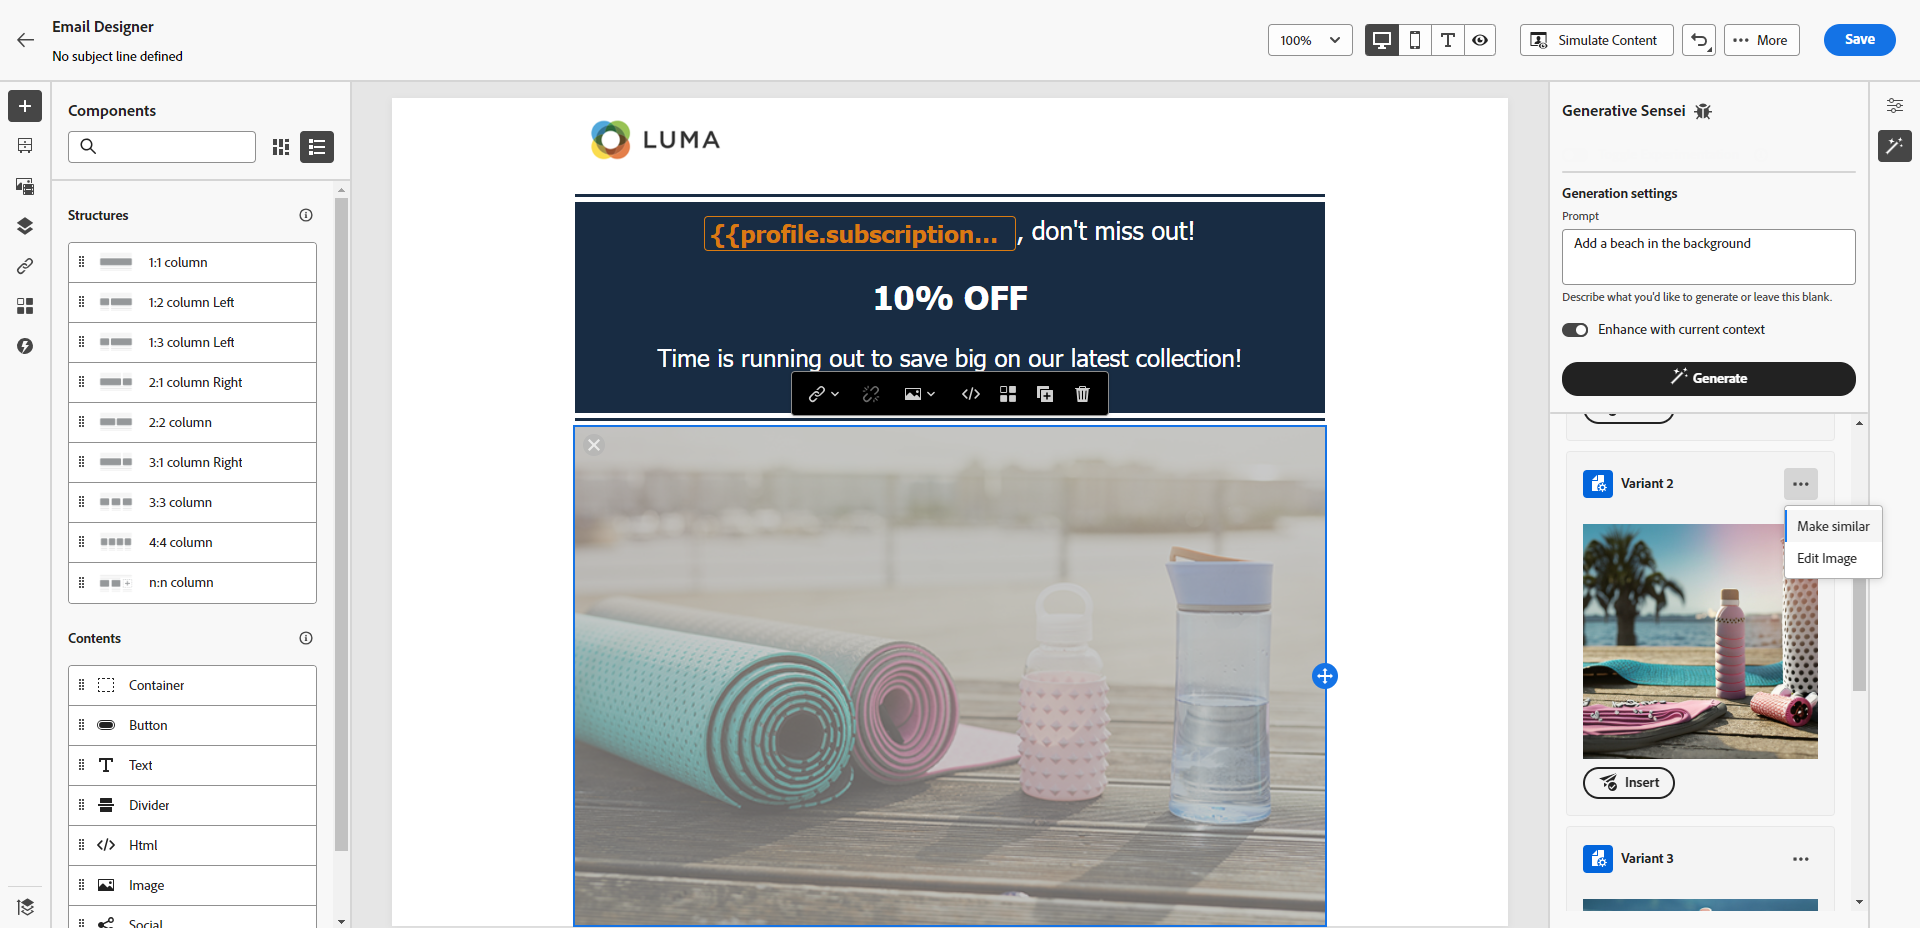 Email Designer
No subject line defined
100%
Simulate Content
More
Save
Components
Structures
1:1 column
1:2 column Left
1:3 column Left
2:1 column Right
2:2 column
3:1 column Right
3:3 column
4:4 column
n:n column
Contents
Container
Button
Text
Divider
Html
Image
Social
LUMA
{{profile.subscription... , don't miss out!
10% OFF
Time is running out to save big on our latest collection!
Generative Sensei
Generation settings
Prompt
Add a beach in the background
Describe what you'd like to generate or leave this blank.
Enhance with current context
Generate
Variant 2
Make similar
Edit Image
Insert
Variant 3